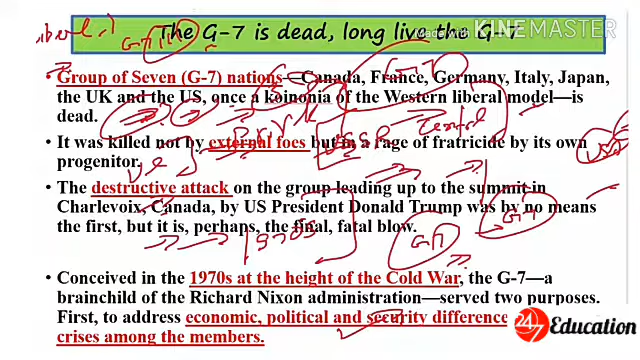 The G-7 is dead, long live the G-7
Made with KINEMASTER
Group of Seven (G-7) nations—Canada, France, Germany, Italy, Japan,
the UK and the US, once a koinonia of the Western liberal model—is
dead.
It was killed not by external foes but in a rage of fratricide by its own
progenitor.
The destructive attack on the group leading up to the summit in
Charlevoix, Canada, by US President Donald Trump was by no means
the first, but it is, perhaps, the final, fatal blow.
1970s
G-7
Conceived in the 1970s at the height of the Cold War, the G-7—a
brainchild of the Richard Nixon administration—served two purposes.
First, to address economic, political and security difference
crises among the members.
24/7 Education